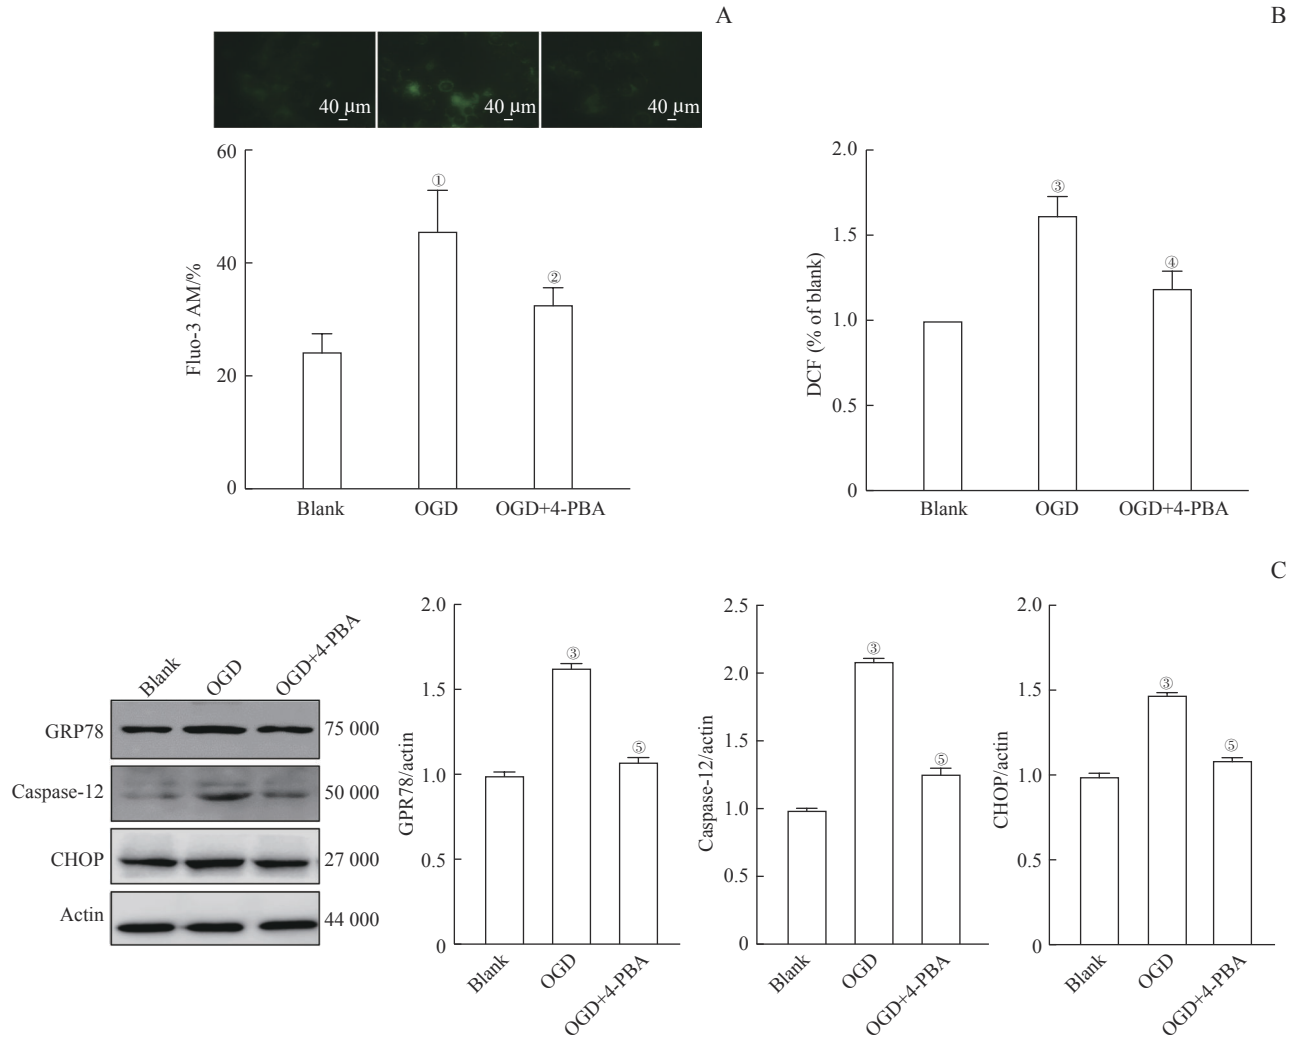 A
40 μm
40 μm
40 μm
60
40
20
0
Fluo-3 AM/%
①
②
Blank
OGD
OGD+4-PBA
B
2.0
1.5
1.0
0.5
0
DCF (% of blank)
③
④
Blank
OGD
OGD+4-PBA
C
Blank
OGD
OGD+4-PBA
GRP78
75 000
Caspase-12
50 000
CHOP
27 000
Actin
44 000
2.0
1.5
1.0
0.5
0
GPR78/actin
③
⑤
Blank
OGD
OGD+4-PBA
2.5
2.0
1.5
1.0
0.5
0
Caspase-12/actin
③
⑤
Blank
OGD
OGD+4-PBA
2.0
1.5
1.0
0.5
0
CHOP/actin
③
⑤
Blank
OGD
OGD+4-PBA